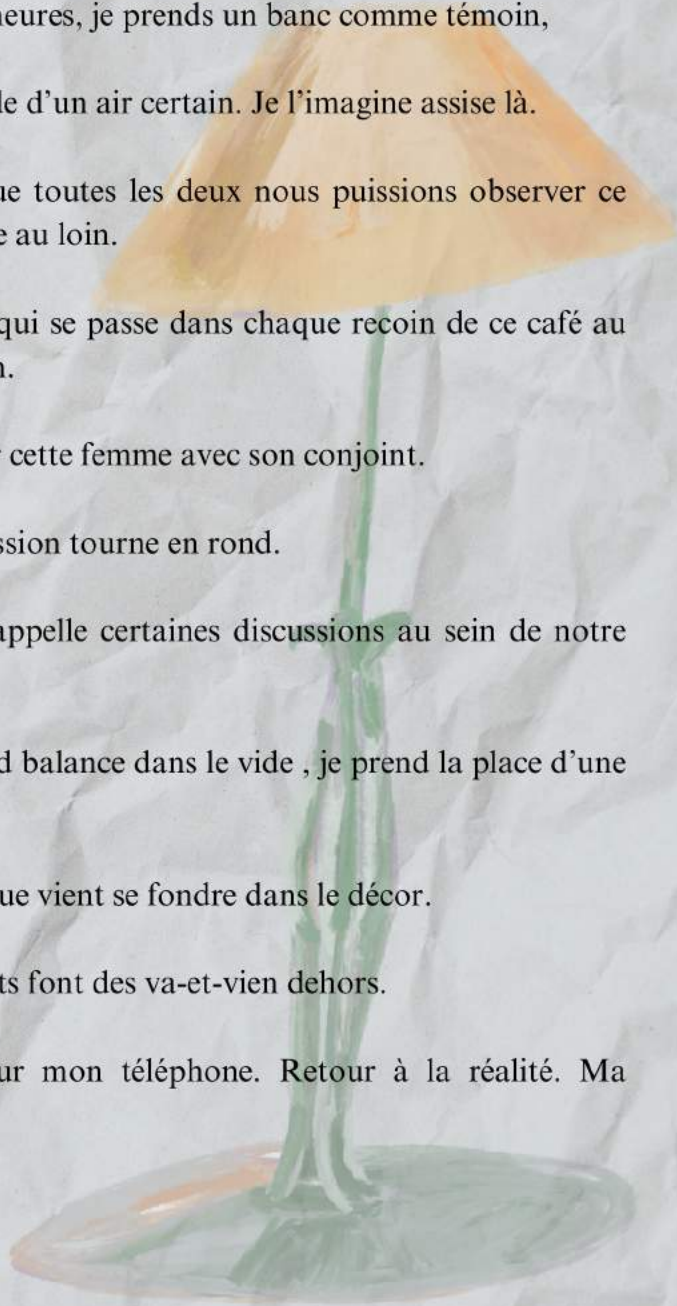 heures, je prends un banc comme témoin,
le d'un air certain. Je l'imagine assise là.
ue toutes les deux nous puissions observer ce
e au loin.
qui se passe dans chaque recoin de ce café au
n.
cette femme avec son conjoint.
ssion tourne en rond.
appelle certaines discussions au sein de notre
d balance dans le vide , je prend la place d'une
ue vient se fondre dans le décor.
ts font des va-et-vien dehors.
ur mon téléphone. Retour à la réalité. Ma